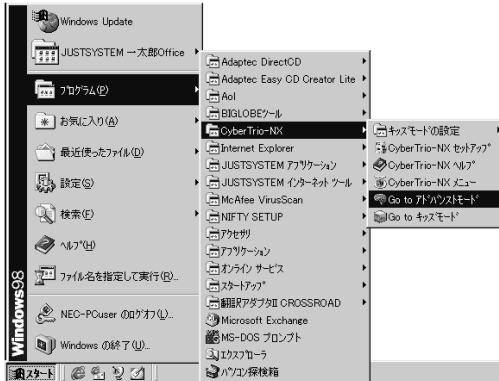 Windows Update
JUSTSYSTEM 一太郎Office
プログラム(P)
お気に入り(A)
最近使ったファイル(D)
設定(S)
検索(F)
ヘルプ(H)
ファイル名を指定して実行(R)...
NEC-PCuser のログオフ(L)...
Windows の終了(U)...
Windows98
スタート
Adaptec DirectCD
Adaptec Easy CD Creator Lite
Aol
BIGLOBEツール
CyberTrio-NX
Internet Explorer
JUSTSYSTEM アプリケーション
JUSTSYSTEM インターネット ツール
McAfee VirusScan
NIFTY SETUP
アクセサリ
アプリケーション
オンライン サービス
スタートアップ
翻訳アダプタII CROSSROAD
Microsoft Exchange
MS-DOS プロンプト
エクスプローラ
パソコン探検箱
キッズモードの設定
CyberTrio-NX セットアップ
CyberTrio-NX ヘルプ
CyberTrio-NX メニュー
Go to アドバンストモード
Go to キッズモード